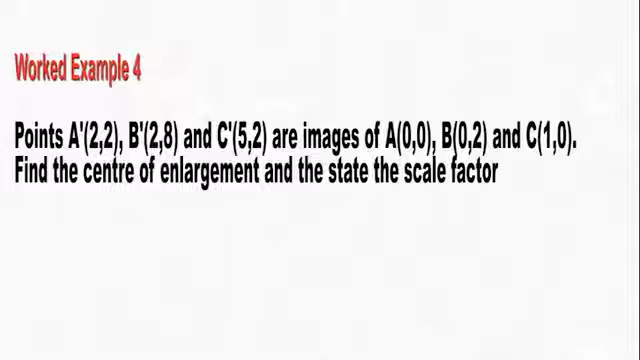 Worked Example 4
Points A'(2,2), B'(2,8) and C'(5,2) are images of A(0,0), B(0,2) and C(1,0).
Find the centre of enlargement and the state the scale factor